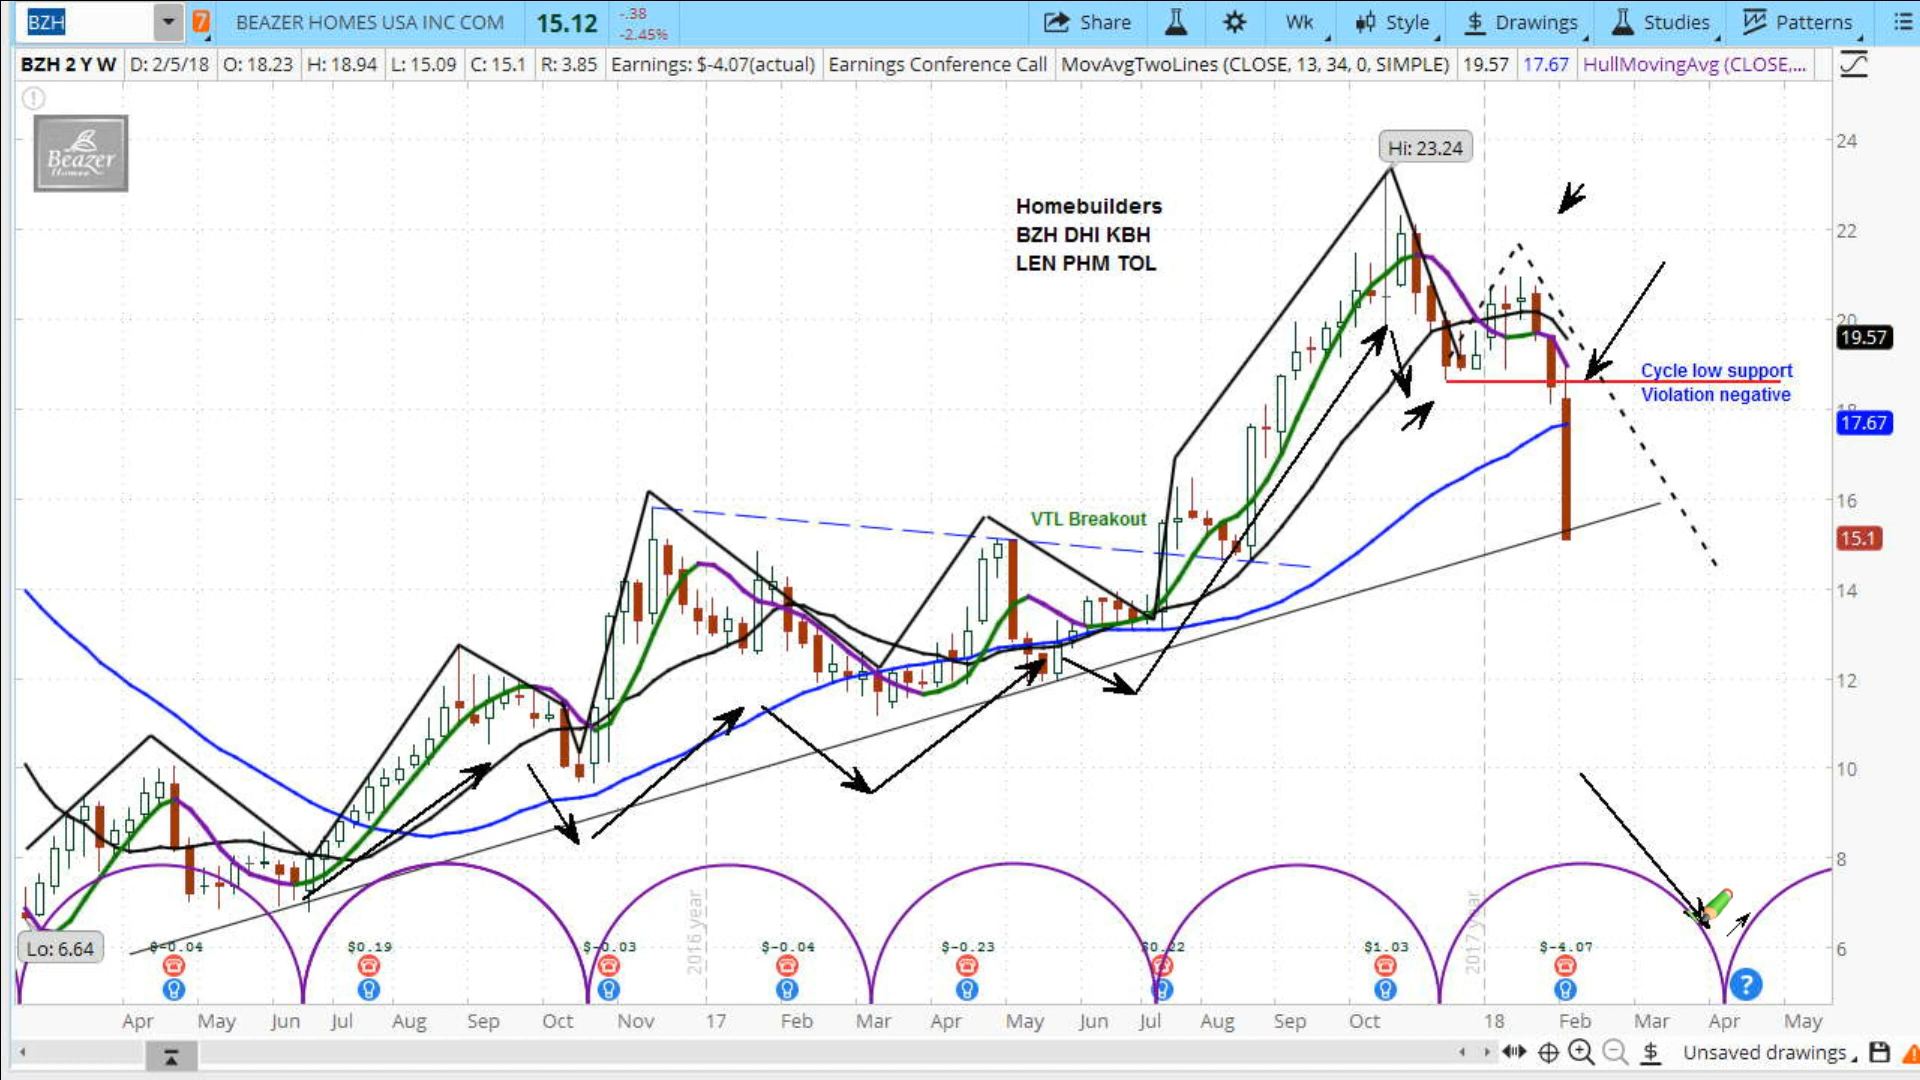 BZH
7
BEAZER HOMES USA INC COM
15.12
-.38
-2.45%
Share
Wk
Style
$ Drawings
Studies
Patterns
BZH 2 Y W
D: 2/5/18
O: 18.23
H: 18.94
L: 15.09
C: 15.1
R: 3.85
Earnings: $-4.07(actual)
Earnings Conference Call
MovAvgTwoLines (CLOSE, 13, 34, 0, SIMPLE)
19.57
17.67
HullMovingAvg (CLOSE,...
Beazer
Homes
Hi: 23.24
Homebuilders
BZH DHI KBH
LEN PHM TOL
24
22
20
19.57
Cycle low support
Violation negative
18
17.67
VTL Breakout
16
15.1
14
12
10
8
6
Lo: 6.64
2016 year
2017 year
$-0.04
$0.19
$-0.03
$-0.04
$-0.23
$0.22
$1.03
$-4.07
?
Apr May Jun Jul Aug Sep Oct Nov 17 Feb Mar Apr May Jun Jul Aug Sep Oct 18 Feb Mar Apr May
$
Unsaved drawings